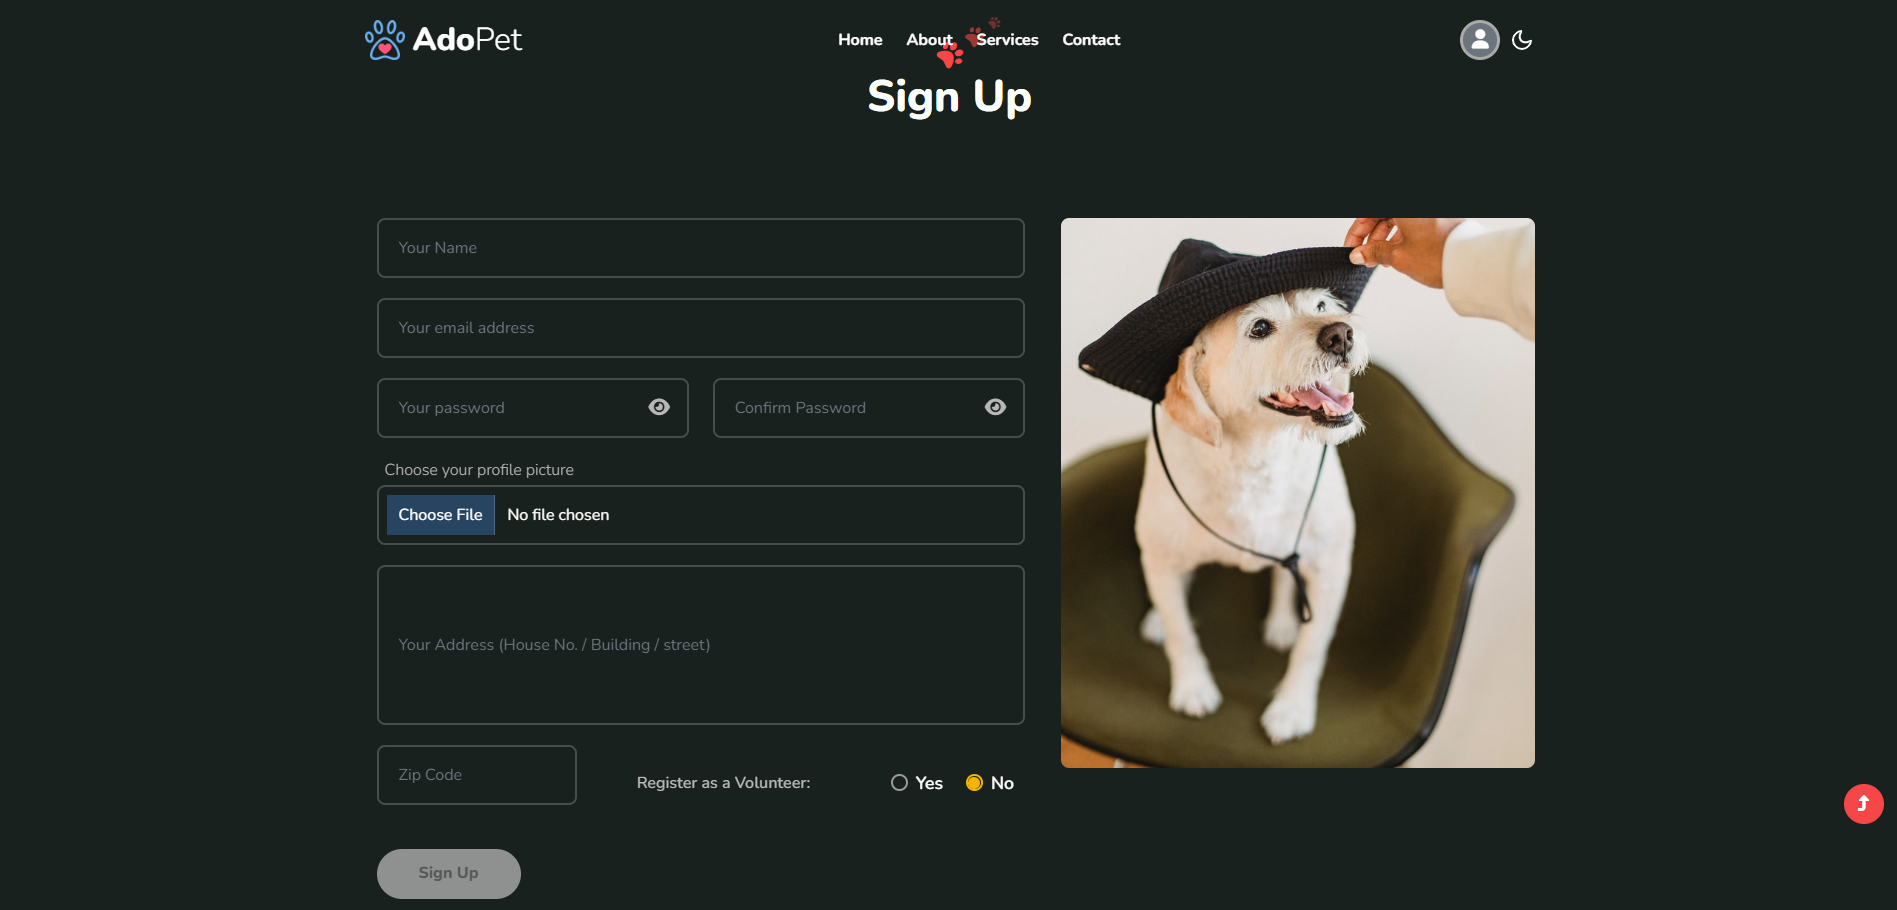 AdoPet
Home About Services Contact
Sign Up
Your Name
Your email address
Your password
Confirm Password
Choose your profile picture
Choose File No file chosen
Your Address (House No. / Building / street)
Zip Code
Register as a Volunteer: Yes No
Sign Up